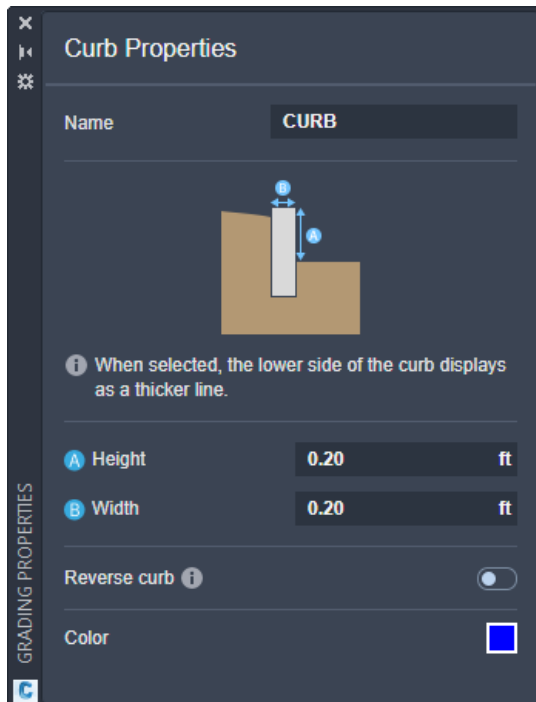 Curb Properties
Name
CURB
B
A
When selected, the lower side of the curb displays
as a thicker line.
A Height
0.20 ft
B Width
0.20 ft
Reverse curb
Color
GRADING PROPERTIES
C